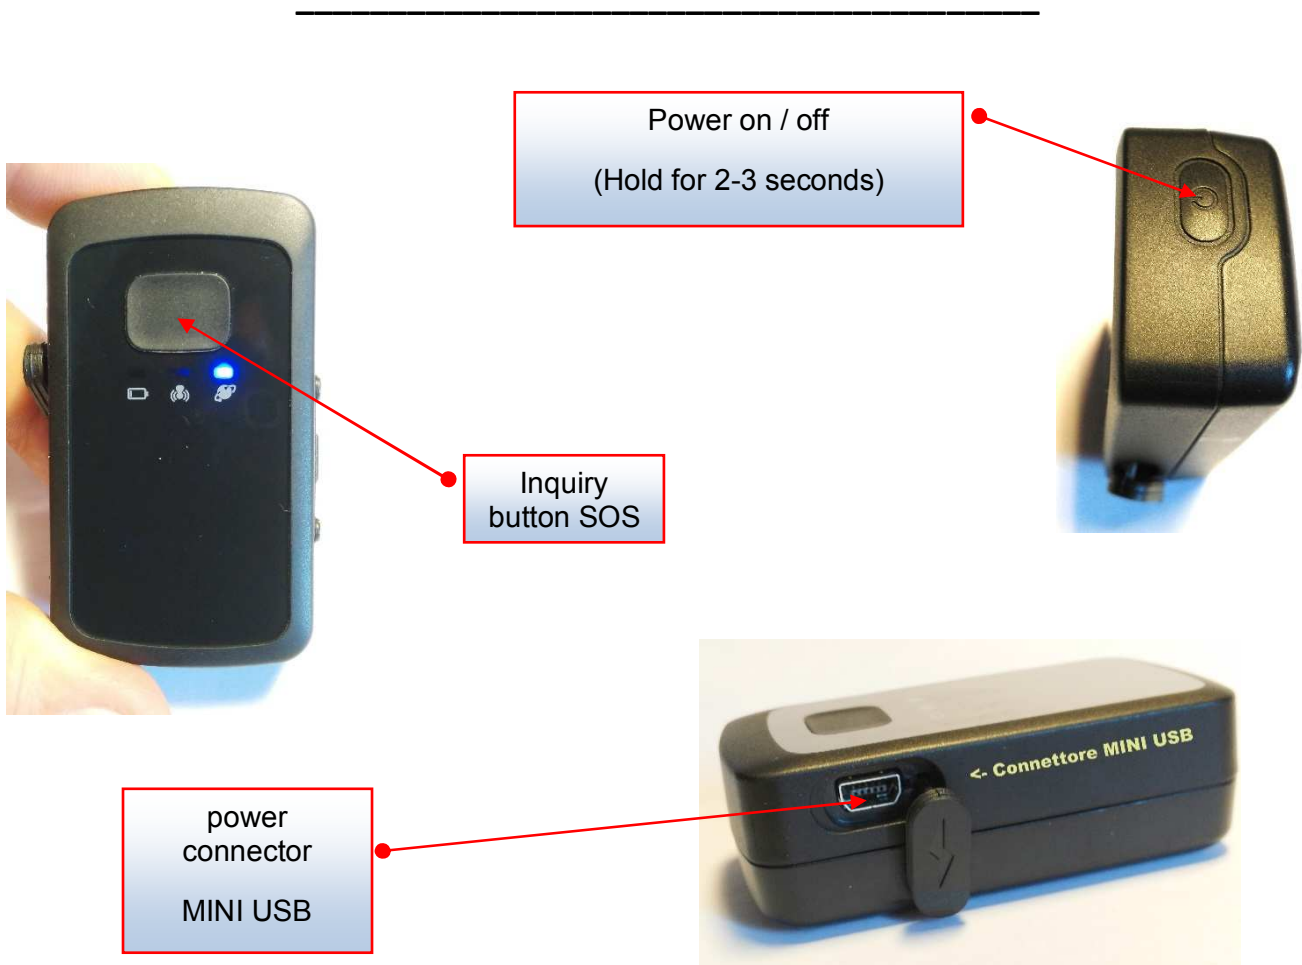 Power on / off
(Hold for 2-3 seconds)
Inquiry
button SOS
<- Connettore MINI USB
power
connector
MINI USB